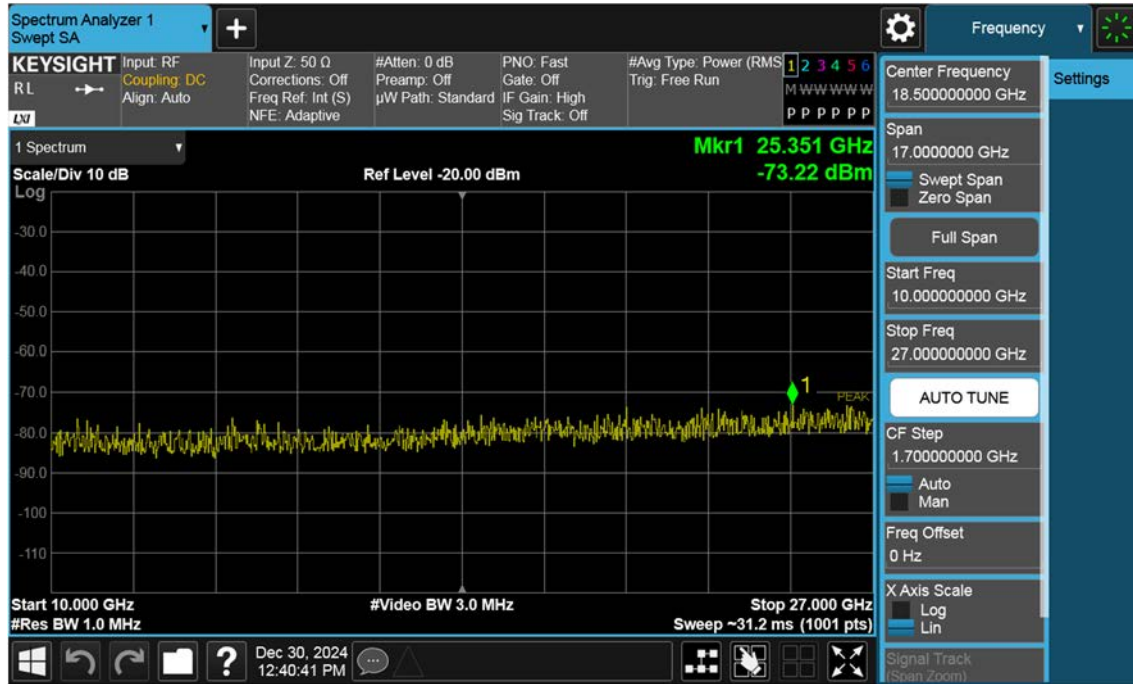 Spectrum Analyzer 1
Swept SA
+
Frequency
KEYSIGHT
R L
LXI
Input: RF
Coupling: DC
Align: Auto
Input Z: 50 Ω
Corrections: Off
Freq Ref: Int (S)
NFE: Adaptive
#Atten: 0 dB
Preamp: Off
µW Path: Standard
PNO: Fast
Gate: Off
IF Gain: High
Sig Track: Off
#Avg Type: Power (RMS
Trig: Free Run
1 2 3 4 5 6
M W W W W W
P P P P P P
1 Spectrum
Scale/Div 10 dB
Log
Ref Level -20.00 dBm
Mkr1 25.351 GHz
-73.22 dBm
-30.0
-40.0
-50.0
-60.0
-70.0
-80.0
-90.0
-100
-110
1
PEAK
Start 10.000 GHz
#Res BW 1.0 MHz
#Video BW 3.0 MHz
Stop 27.000 GHz
Sweep ~31.2 ms (1001 pts)
Center Frequency
18.500000000 GHz
Span
17.0000000 GHz
Swept Span
Zero Span
Full Span
Start Freq
10.000000000 GHz
Stop Freq
27.000000000 GHz
AUTO TUNE
CF Step
1.700000000 GHz
Auto
Man
Freq Offset
0 Hz
X Axis Scale
Log
Lin
Signal Track
(Span Zoom)
Settings
?
Dec 30, 2024
12:40:41 PM